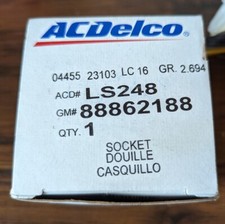 ACDelco
04455 23103 LC 16 GR. 2.694
ACD# LS248
GM# 88862188
QTY. 1
SOCKET
DOUILLE
CASQUILLO